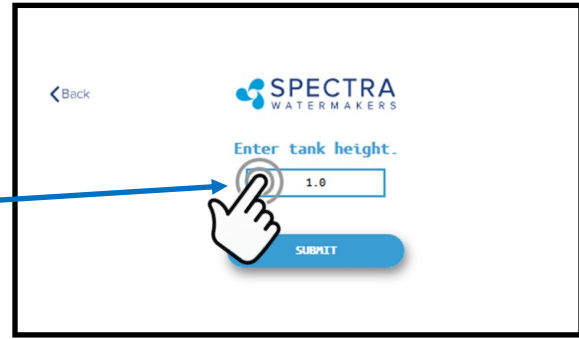 Back
SPECTRA
WATERMAKERS
Enter tank height.
1.0
SUBMIT